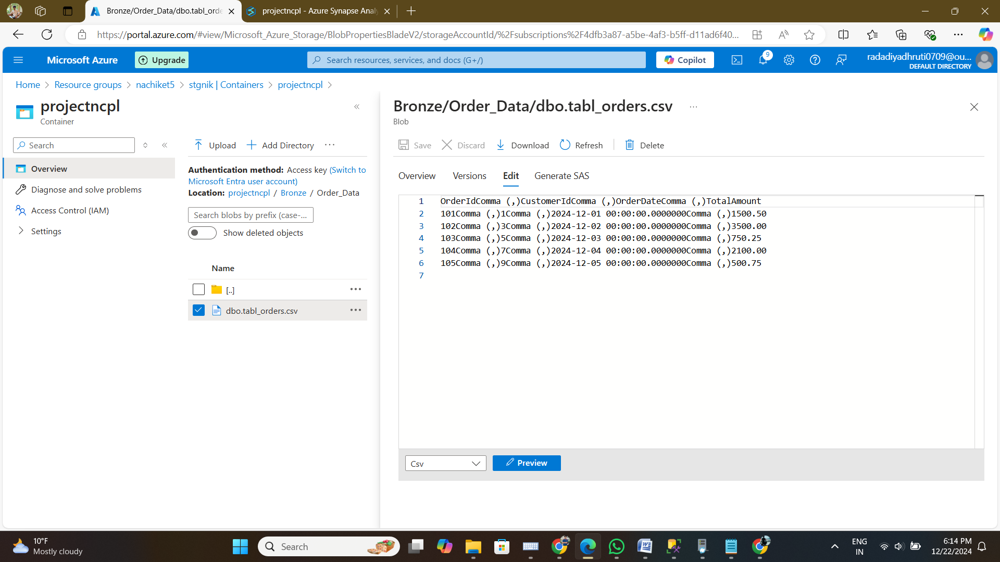 Bronze/Order_Data/dbo.tabl_orde
projectncpl - Azure Synapse Anal
https://portal.azure.com/#view/Microsoft_Azure_Storage/BlobPropertiesBladeV2/storageAccountId/%2Fsubscriptions%2F4dfb3a87-a5be-4af3-b5ff-d11ad6f40...
Microsoft Azure
Upgrade
Search resources, services, and docs (G+/)
Copilot
9
radadiyadhruti0709@ou...
DEFAULT DIRECTORY
Home > Resource groups > nachiket5 > stgnik | Containers > projectncpl >
projectncpl
Container
Search
Overview
Diagnose and solve problems
Access Control (IAM)
Settings
Upload
Add Directory
Authentication method: Access key (Switch to
Microsoft Entra user account)
Location: projectncpl / Bronze / Order_Data
Search blobs by prefix (case-...
Show deleted objects
Name
[..]
dbo.tabl_orders.csv
Bronze/Order_Data/dbo.tabl_orders.csv
Blob
Save
Discard
Download
Refresh
Delete
Overview
Versions
Edit
Generate SAS
1 OrderIdComma (,)CustomerIdComma (,)OrderDateComma (,)TotalAmount
2 101Comma (,)1Comma (,)2024-12-01 00:00:00.0000000Comma (,)1500.50
3 102Comma (,)3Comma (,)2024-12-02 00:00:00.0000000Comma (,)3500.00
4 103Comma (,)5Comma (,)2024-12-03 00:00:00.0000000Comma (,)750.25
5 104Comma (,)7Comma (,)2024-12-04 00:00:00.0000000Comma (,)2100.00
6 105Comma (,)9Comma (,)2024-12-05 00:00:00.0000000Comma (,)500.75
7
Csv
Preview
10°F
Mostly cloudy
Search
ENG
IN
6:14 PM
12/22/2024